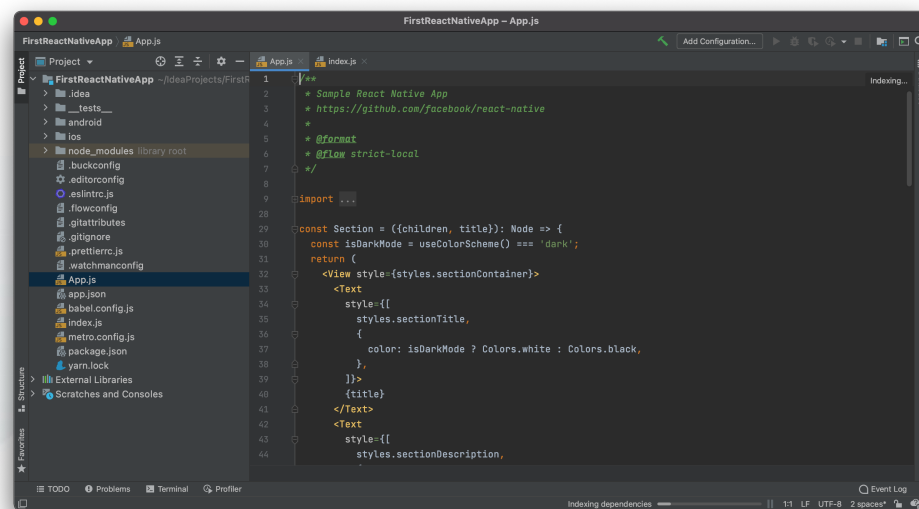 FirstReactNativeApp – App.js
FirstReactNativeApp App.js
Add Configuration...
Project
Project
App.js
index.js
FirstReactNativeApp ~/IdeaProjects/FirstR
.idea
__tests__
android
ios
node_modules library root
.buckconfig
.editorconfig
.eslintrc.js
.flowconfig
.gitattributes
.gitignore
.prettierrc.js
.watchmanconfig
App.js
app.json
babel.config.js
index.js
metro.config.js
package.json
yarn.lock
External Libraries
Scratches and Consoles
Structure
Favorites
Indexing...
1 /**
2 * Sample React Native App
3 * https://github.com/facebook/react-native
4 *
5 * @format
6 * @flow strict-local
7 */
8
9 import ...
28
29 const Section = ({children, title}): Node => {
30 const isDarkMode = useColorScheme() === 'dark';
31 return (
32 <View style={styles.sectionContainer}>
33 <Text
34 style={[
35 styles.sectionTitle,
36 {
37 color: isDarkMode ? Colors.white : Colors.black,
38 },
39 ]}>
40 {title}
41 </Text>
42 <Text
43 style={[
44 styles.sectionDescription,
TODO Problems Terminal Profiler Event Log
Indexing dependencies 1:1 LF UTF-8 2 spaces*